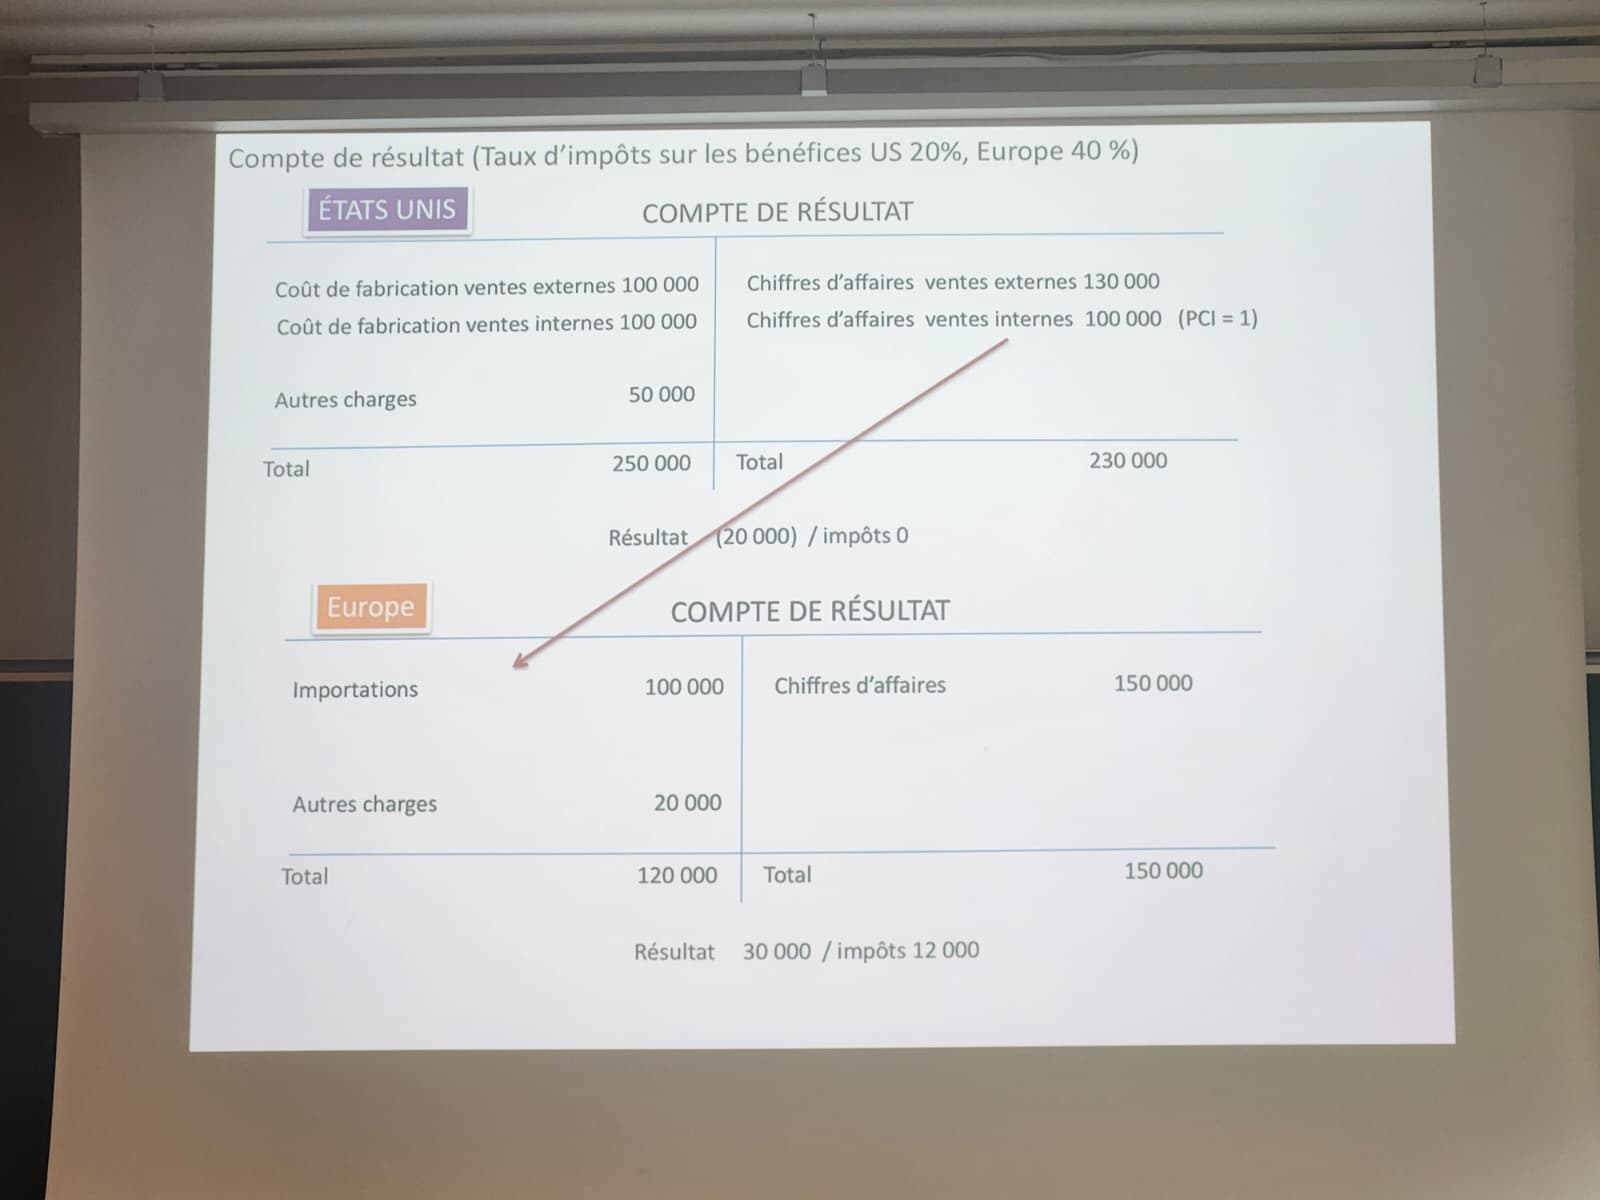 Compte de résultat (Taux d'impôts sur les bénéfices US 20%, Europe 40 %)
ÉTATS UNIS
COMPTE DE RÉSULTAT
Coût de fabrication ventes externes 100 000
Chiffres d'affaires ventes externes 130 000
Coût de fabrication ventes internes 100 000
Chiffres d'affaires ventes internes 100 000 (PCI = 1)
Autres charges 50 000
Total 250 000
Total 230 000
Résultat (20 000) / impôts 0
Europe
COMPTE DE RÉSULTAT
Importations 100 000
Chiffres d'affaires 150 000
Autres charges 20 000
Total 120 000
Total 150 000
Résultat 30 000 / impôts 12 000